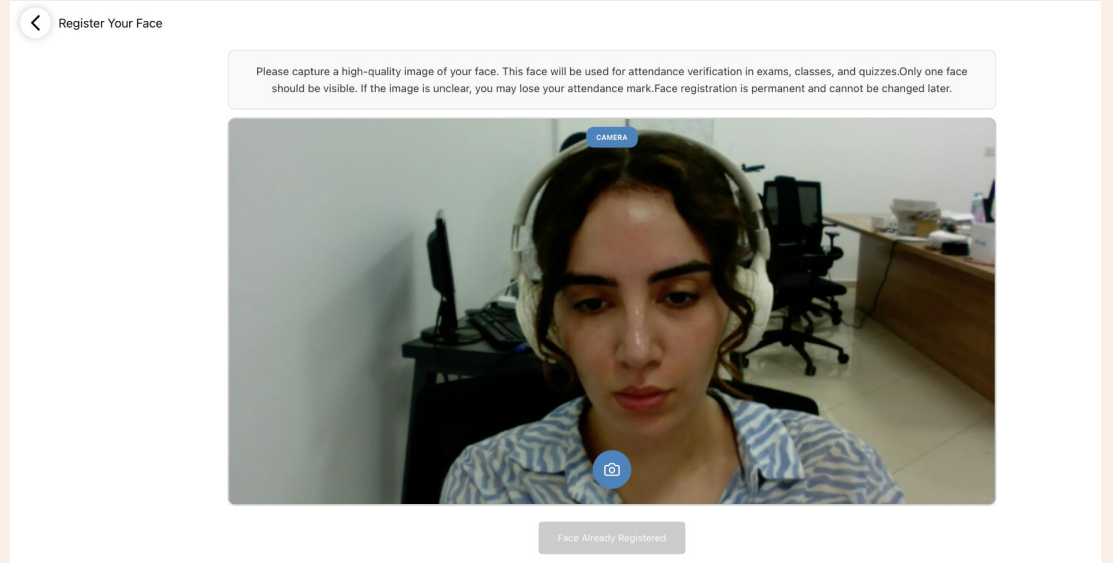 Register Your Face
Please capture a high-quality image of your face. This face will be used for attendance verification in exams, classes, and quizzes.Only one face
should be visible. If the image is unclear, you may lose your attendance mark.Face registration is permanent and cannot be changed later.
CAMERA
Face Already Registered